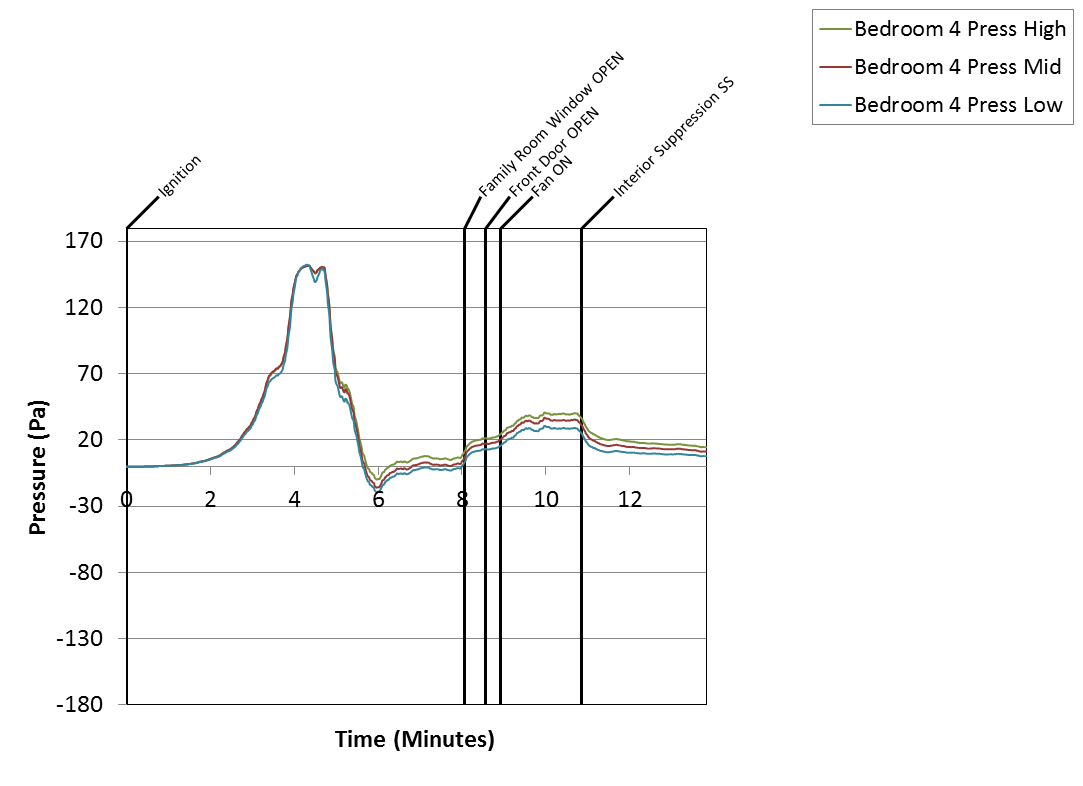 Bedroom 4 Press High
Bedroom 4 Press Mid
Bedroom 4 Press Low
Ignition
Family Room Window OPEN
Front Door OPEN
Fan ON
Interior Suppression SS
Pressure (Pa)
170
120
70
20
-30
-80
-130
-180
0 2 4 6 8 10 12
Time (Minutes)